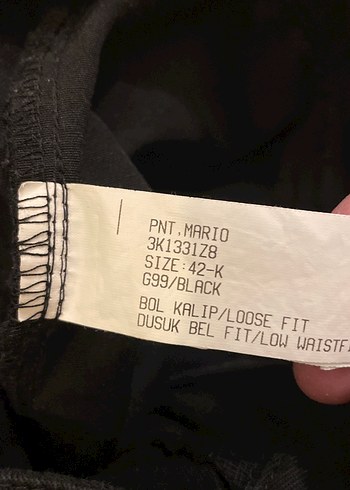 PNT.MARIO
3K1331Z8
SIZE:42-K
G99/BLACK
BOL KALIP/LOOSE FIT
DUSUK BEL FIT/LOW WAIST